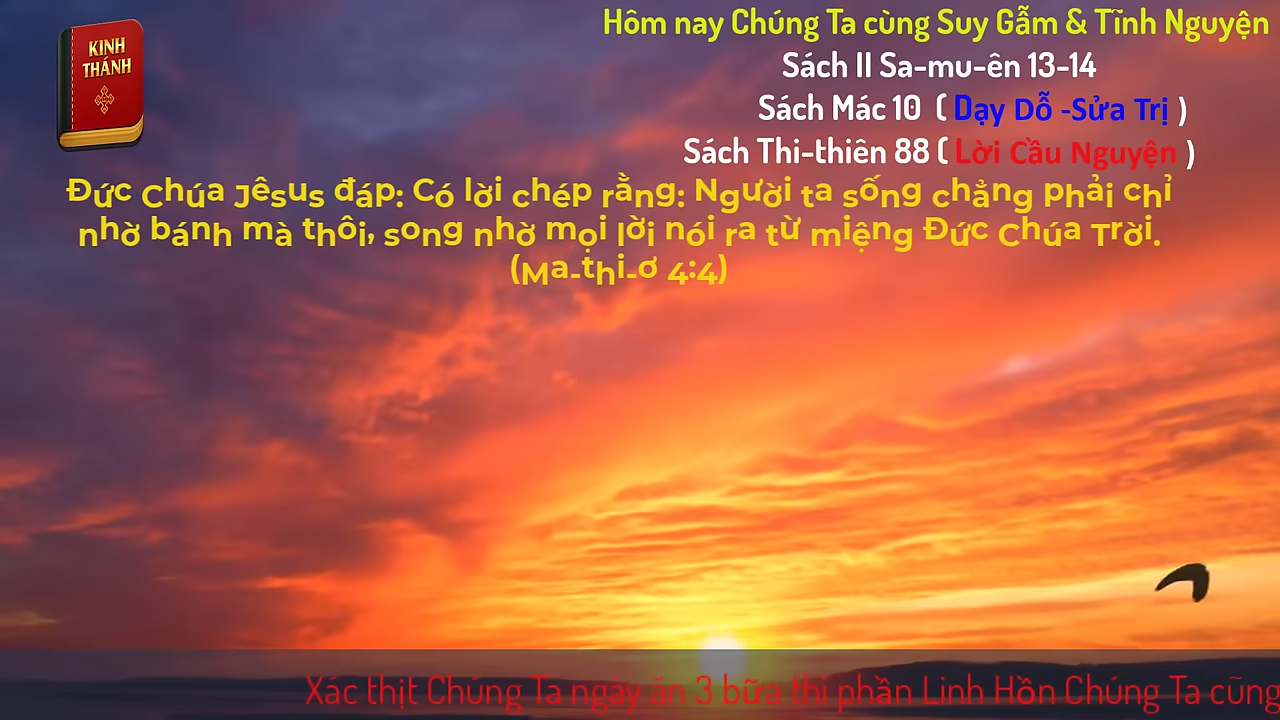 KINH
THÁNH
Hôm nay Chúng Ta cùng Suy Gẫm & Tĩnh Nguyện
Sách II Sa-mu-ên 13-14
Sách Mác 10 ( Dạy Dỗ -Sửa Trị )
Sách Thi-thiên 88 ( Lời Cầu Nguyện )
Đức Chúa Jêsus đáp: Có lời chép rằng: Người ta sống chẳng phải chỉ
nhờ bánh mà thôi, song nhờ mọi lời nói ra từ miệng Đức Chúa Trời.
(Ma-thi-ơ 4:4)
Xác thịt Chúng Ta ngày ăn 3 bữa thì phần Linh Hồn Chúng Ta cũng